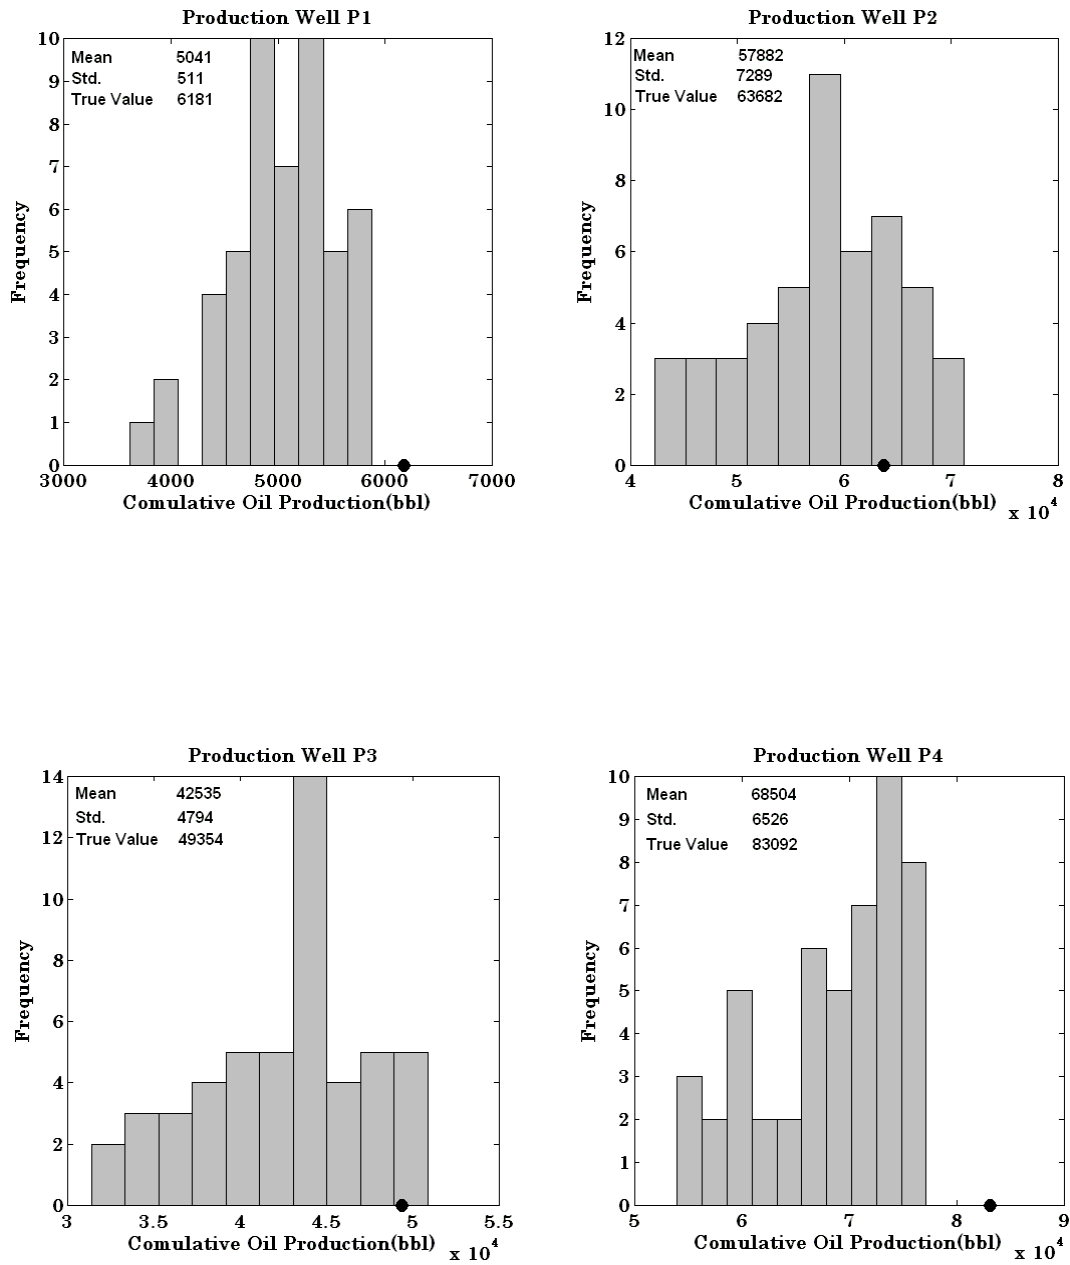 Production Well P1
Mean 5041
Std. 511
True Value 6181
10
9
8
7
6
5
4
3
2
1
0
Frequency
3000 4000 5000 6000 7000
Comulative Oil Production(bbl)
Production Well P2
Mean 57882
Std. 7289
True Value 63682
12
10
8
6
4
2
0
Frequency
4 5 6 7 8
Comulative Oil Production(bbl)
x 10⁴
Production Well P3
Mean 42535
Std. 4794
True Value 49354
14
12
10
8
6
4
2
0
Frequency
3 3.5 4 4.5 5 5.5
Comulative Oil Production(bbl)
x 10⁴
Production Well P4
Mean 68504
Std. 6526
True Value 83092
10
9
8
7
6
5
4
3
2
1
0
Frequency
5 6 7 8 9
Comulative Oil Production(bbl)
x 10⁴